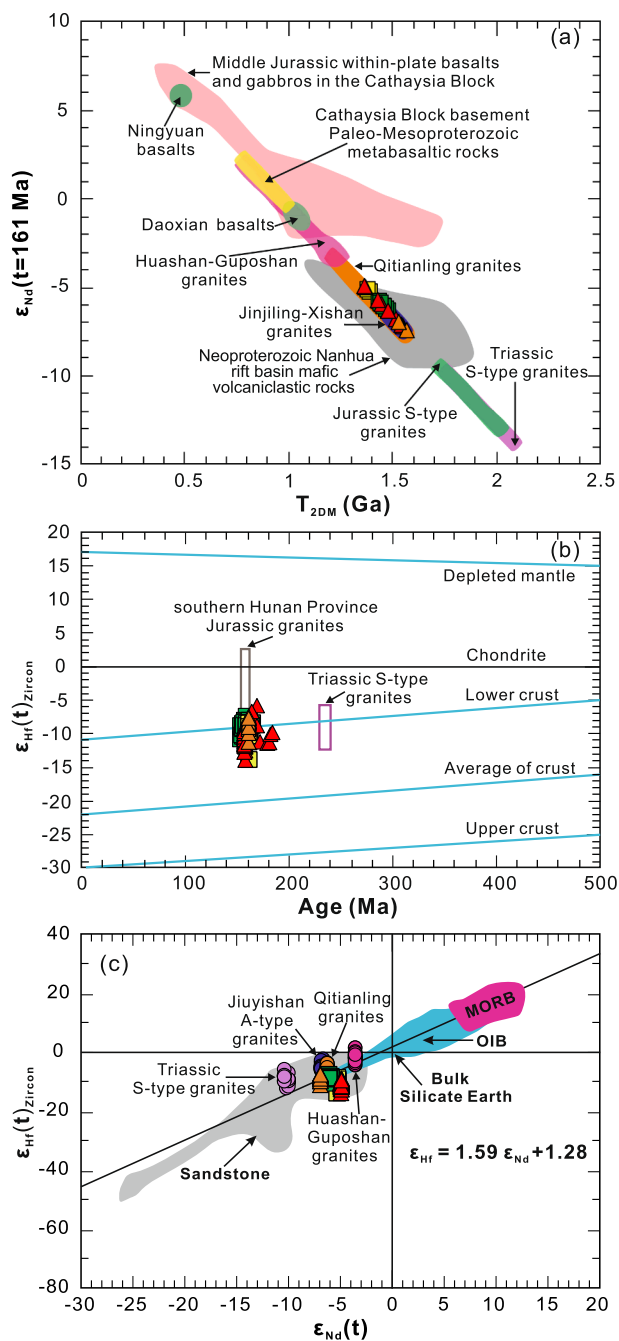 (a)
10
5
0
-5
-10
-15
εNd(t=161 Ma)
Middle Jurassic within-plate basalts
and gabbros in the Cathaysia Block
Ningyuan
basalts
Cathaysia Block basement
Paleo-Mesoproterozoic
metabasaltic rocks
Daoxian basalts
Huashan-Guposhan
granites
Qitianling granites
Jinjiling-Xishan
granites
Neoproterozoic Nanhua
rift basin mafic
volcaniclastic rocks
Triassic
S-type granites
Jurassic S-type
granites
0 0.5 1 1.5 2 2.5
T2DM (Ga)
(b)
20
15
10
5
0
-5
-10
-15
-20
-25
-30
εHf(t)Zircon
Depleted mantle
southern Hunan Province
Jurassic granites
Chondrite
Triassic S-type
granites
Lower crust
Average of crust
Upper crust
0 100 200 300 400 500
Age (Ma)
(c)
40
20
0
-20
-40
-60
-80
εHf(t)Zircon
Jiuyishan
A-type
granites
Qitianling
granites
MORB
OIB
Triassic
S-type granites
Bulk
Silicate Earth
Huashan-
Guposhan
granites
Sandstone
εHf = 1.59 εNd +1.28
-30 -25 -20 -15 -10 -5 0 5 10 15 20
εNd(t)